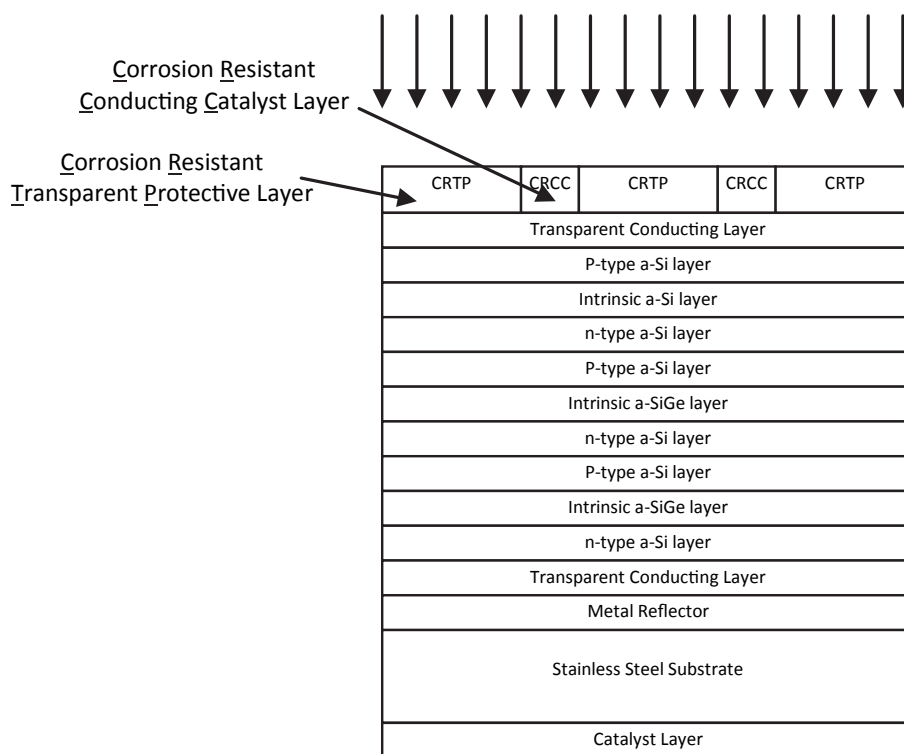 Corrosion Resistant
Conducting Catalyst Layer
Corrosion Resistant
Transparent Protective Layer
CRTP CRCC CRTP CRCC CRTP
Transparent Conducting Layer
P-type a-Si layer
Intrinsic a-Si layer
n-type a-Si layer
P-type a-Si layer
Intrinsic a-SiGe layer
n-type a-Si layer
P-type a-Si layer
Intrinsic a-SiGe layer
n-type a-Si layer
Transparent Conducting Layer
Metal Reflector
Stainless Steel Substrate
Catalyst Layer